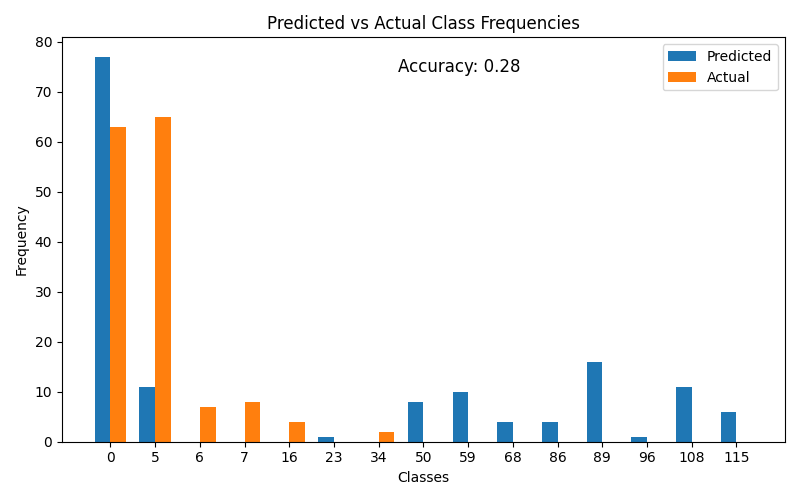 Predicted vs Actual Class Frequencies
Accuracy: 0.28
Predicted
Actual
80
70
60
50
40
30
20
10
0
Frequency
0 5 6 7 16 23 34 50 59 68 86 89 96 108 115
Classes